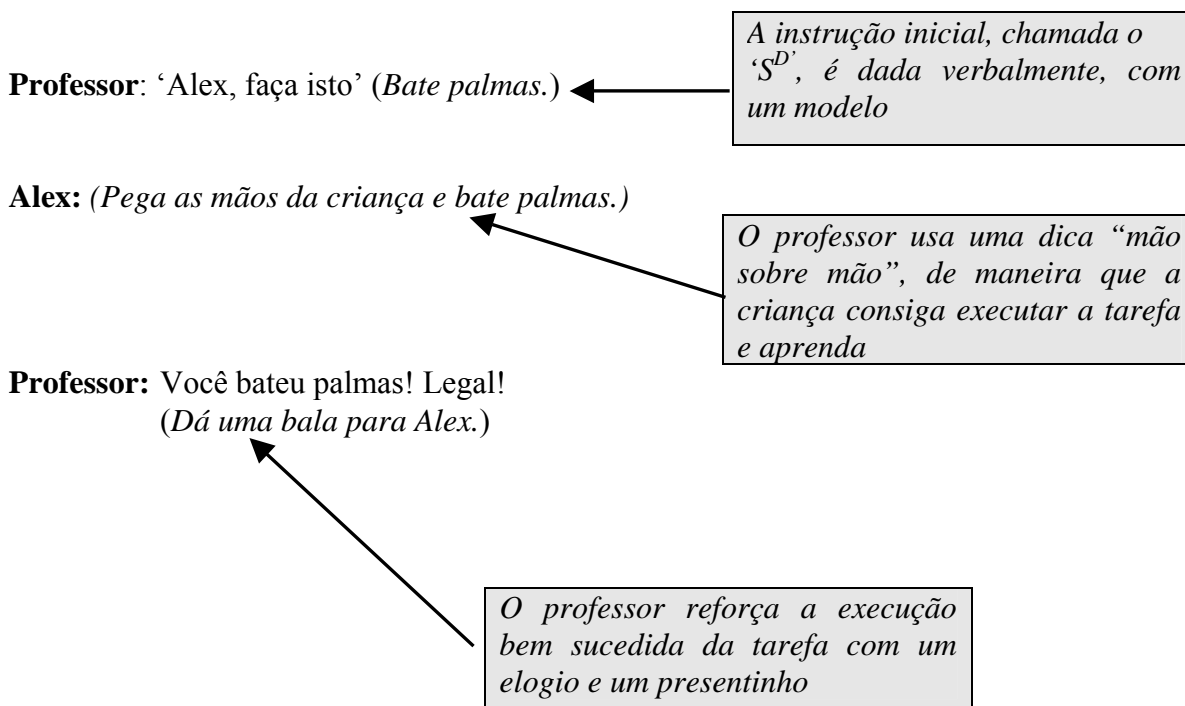 A instrução inicial, chamada o
‘S^D’, é dada verbalmente, com
um modelo
Professor: ‘Alex, faça isto’ (Bate palmas.)
Alex: (Pega as mãos da criança e bate palmas.)
O professor usa uma dica “mão
sobre mão”, de maneira que a
criança consiga executar a tarefa
e aprenda
Professor: Você bateu palmas! Legal!
(Dá uma bala para Alex.)
O professor reforça a execução
bem sucedida da tarefa com um
elogio e um presentinho